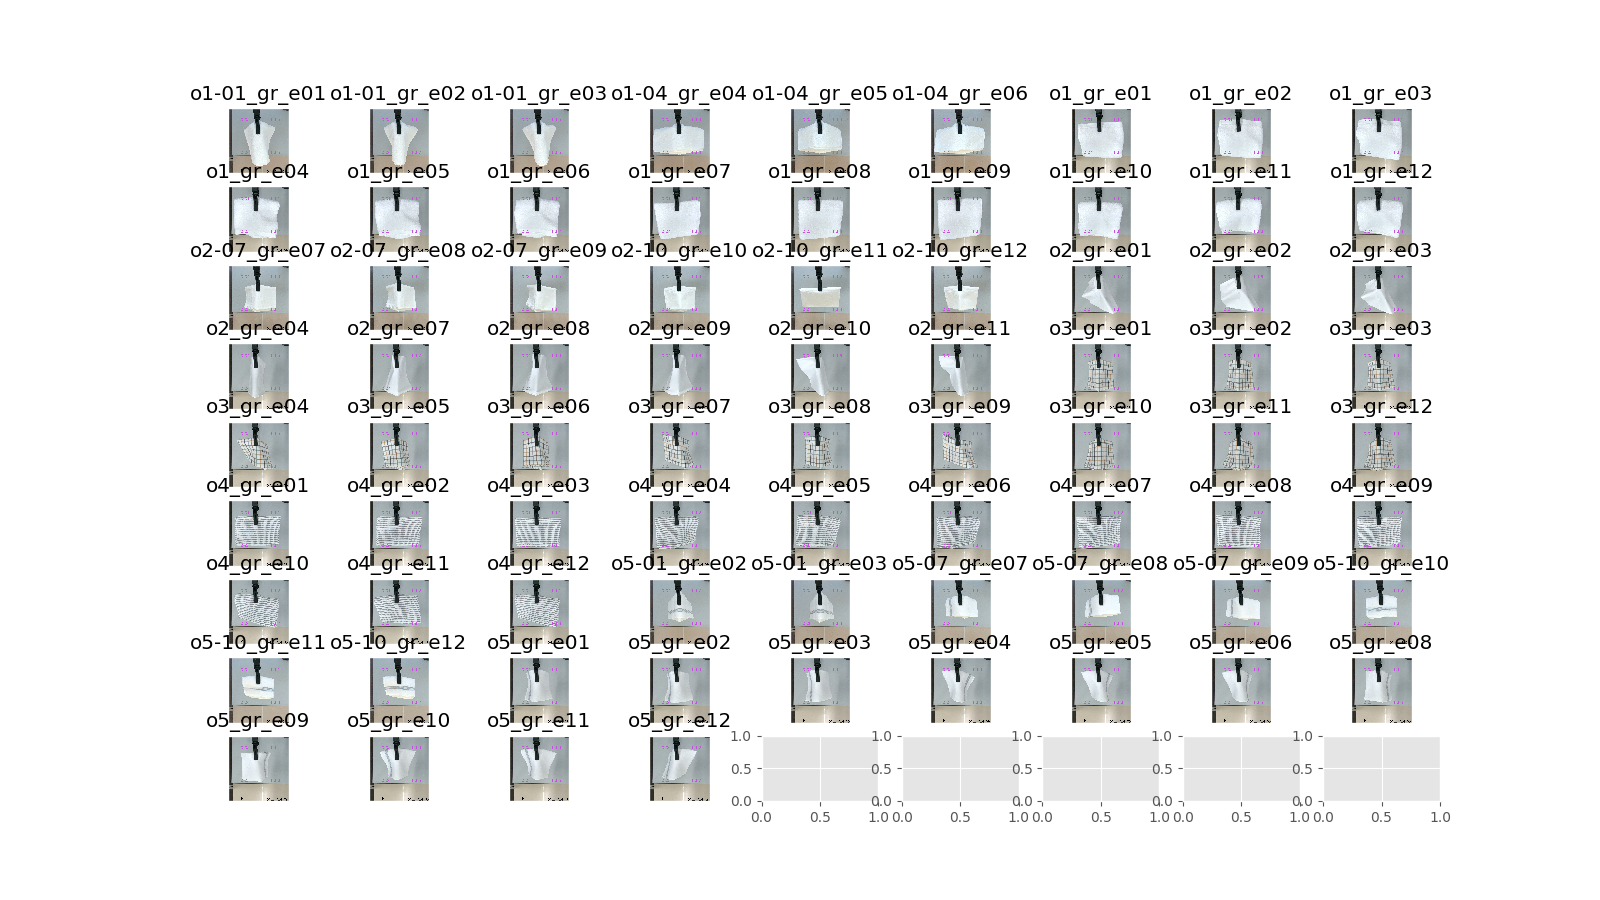 o1-01_gr_e01 o1-01_gr_e02 o1-01_gr_e03 o1-04_gr_e04 o1-04_gr_e05 o1-04_gr_e06 o1_gr_e01 o1_gr_e02 o1_gr_e03
o1_gr_e04 o1_gr_e05 o1_gr_e06 o1_gr_e07 o1_gr_e08 o1_gr_e09 o1_gr_e10 o1_gr_e11 o1_gr_e12
o2-07_gr_e07 o2-07_gr_e08 o2-07_gr_e09 o2-10_gr_e10 o2-10_gr_e11 o2-10_gr_e12 o2_gr_e01 o2_gr_e02 o2_gr_e03
o2_gr_e04 o2_gr_e07 o2_gr_e08 o2_gr_e09 o2_gr_e10 o2_gr_e11 o3_gr_e01 o3_gr_e02 o3_gr_e03
o3_gr_e04 o3_gr_e05 o3_gr_e06 o3_gr_e07 o3_gr_e08 o3_gr_e09 o3_gr_e10 o3_gr_e11 o3_gr_e12
o4_gr_e01 o4_gr_e02 o4_gr_e03 o4_gr_e04 o4_gr_e05 o4_gr_e06 o4_gr_e07 o4_gr_e08 o4_gr_e09
o4_gr_e10 o4_gr_e11 o4_gr_e12 o5-01_gr_e02 o5-01_gr_e03 o5-07_gr_e07 o5-07_gr_e08 o5-07_gr_e09 o5-10_gr_e10
o5-10_gr_e11 o5-10_gr_e12 o5_gr_e01 o5_gr_e02 o5_gr_e03 o5_gr_e04 o5_gr_e05 o5_gr_e06 o5_gr_e08
o5_gr_e09 o5_gr_e10 o5_gr_e11 o5_gr_e12
1.0 1.0 1.0 1.0 1.0
0.5 0.5 0.5 0.5 0.5
0.0 0.0 0.0 0.0 0.0
0.0 0.5 1.0 0.0 0.5 1.0 0.0 0.5 1.0 0.0 0.5 1.0 0.0 0.5 1.0